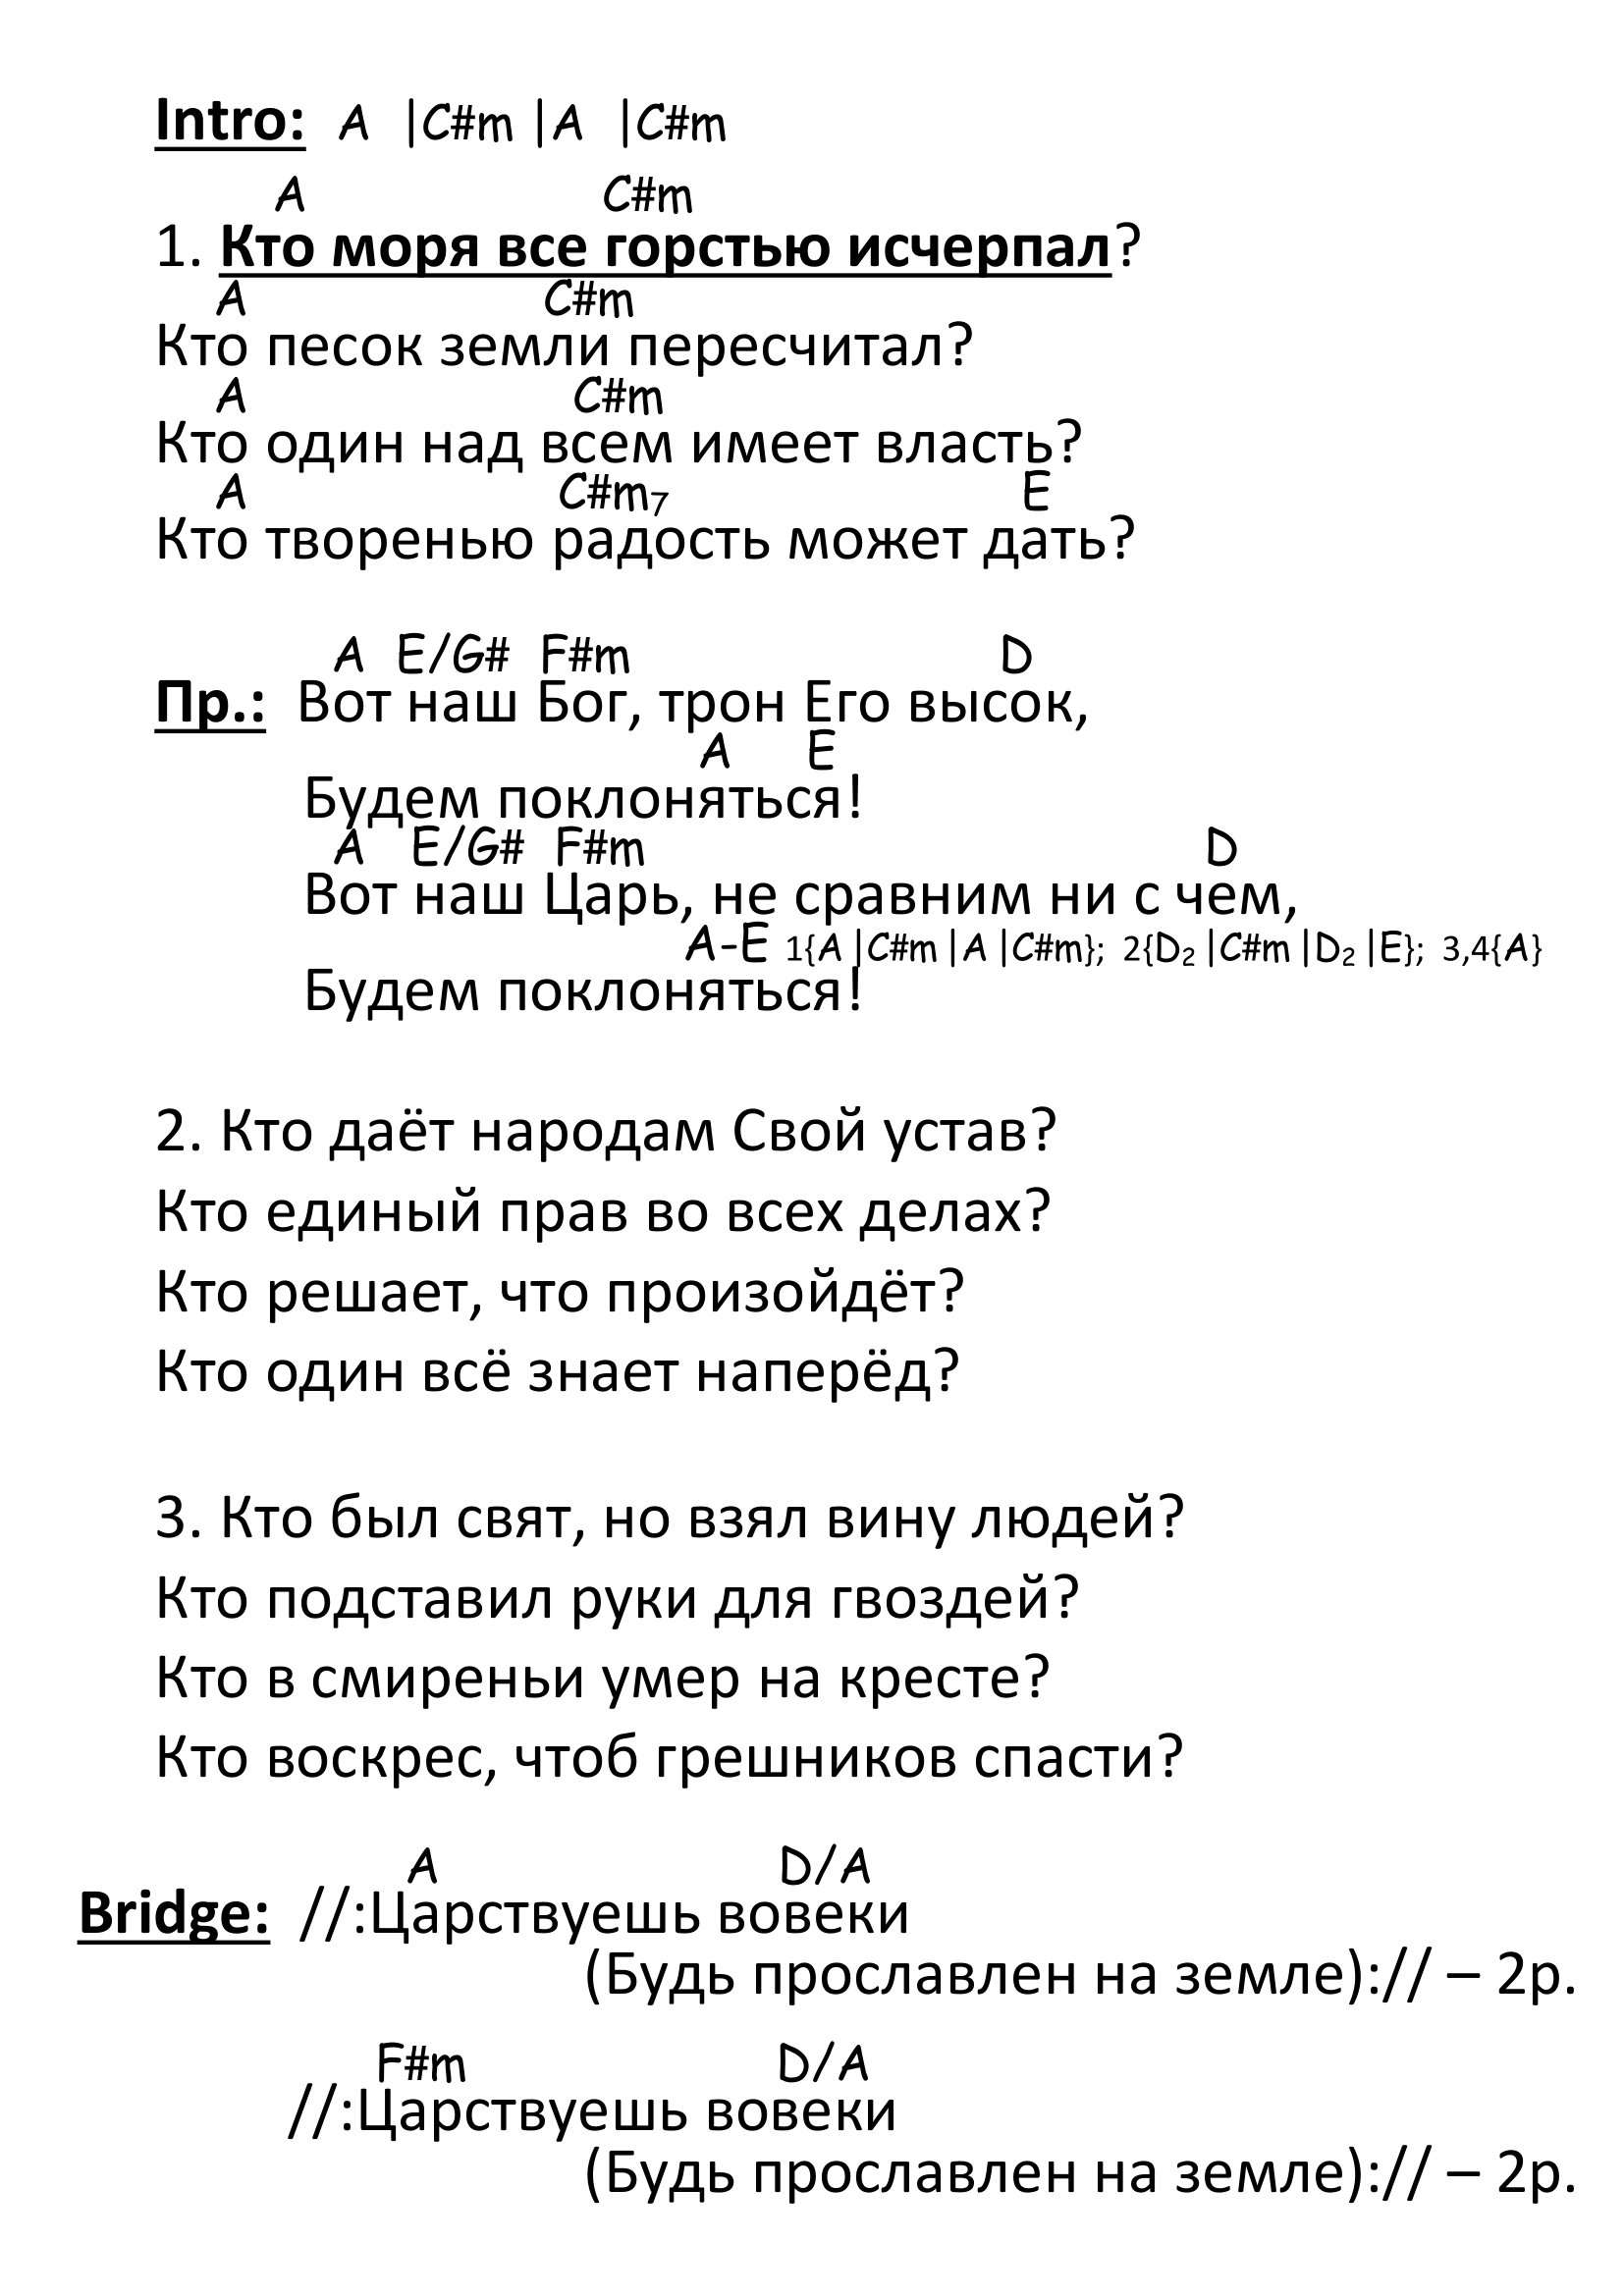 Intro: A |C#m |A |C#m
A C#m
1. Кто моря все горстью исчерпал?
A C#m
Кто песок земли пересчитал?
A C#m
Кто один над всем имеет власть?
A C#m7 E
Кто творенью радость может дать?
A E/G# F#m D
Пр.: Вот наш Бог, трон Его высок,
A E
Будем поклоняться!
A E/G# F#m D
Вот наш Царь, не сравним ни с чем,
A-E 1{A |C#m |A |C#m}; 2{D2 |C#m |D2 |E}; 3,4{A}
Будем поклоняться!
2. Кто даёт народам Свой устав?
Кто единый прав во всех делах?
Кто решает, что произойдёт?
Кто один всё знает наперёд?
3. Кто был свят, но взял вину людей?
Кто подставил руки для гвоздей?
Кто в смиреньи умер на кресте?
Кто воскрес, чтоб грешников спасти?
A D/A
Bridge: //:Царствуешь вовеки
(Будь прославлен на земле):// – 2р.
F#m D/A
//:Царствуешь вовеки
(Будь прославлен на земле):// – 2р.